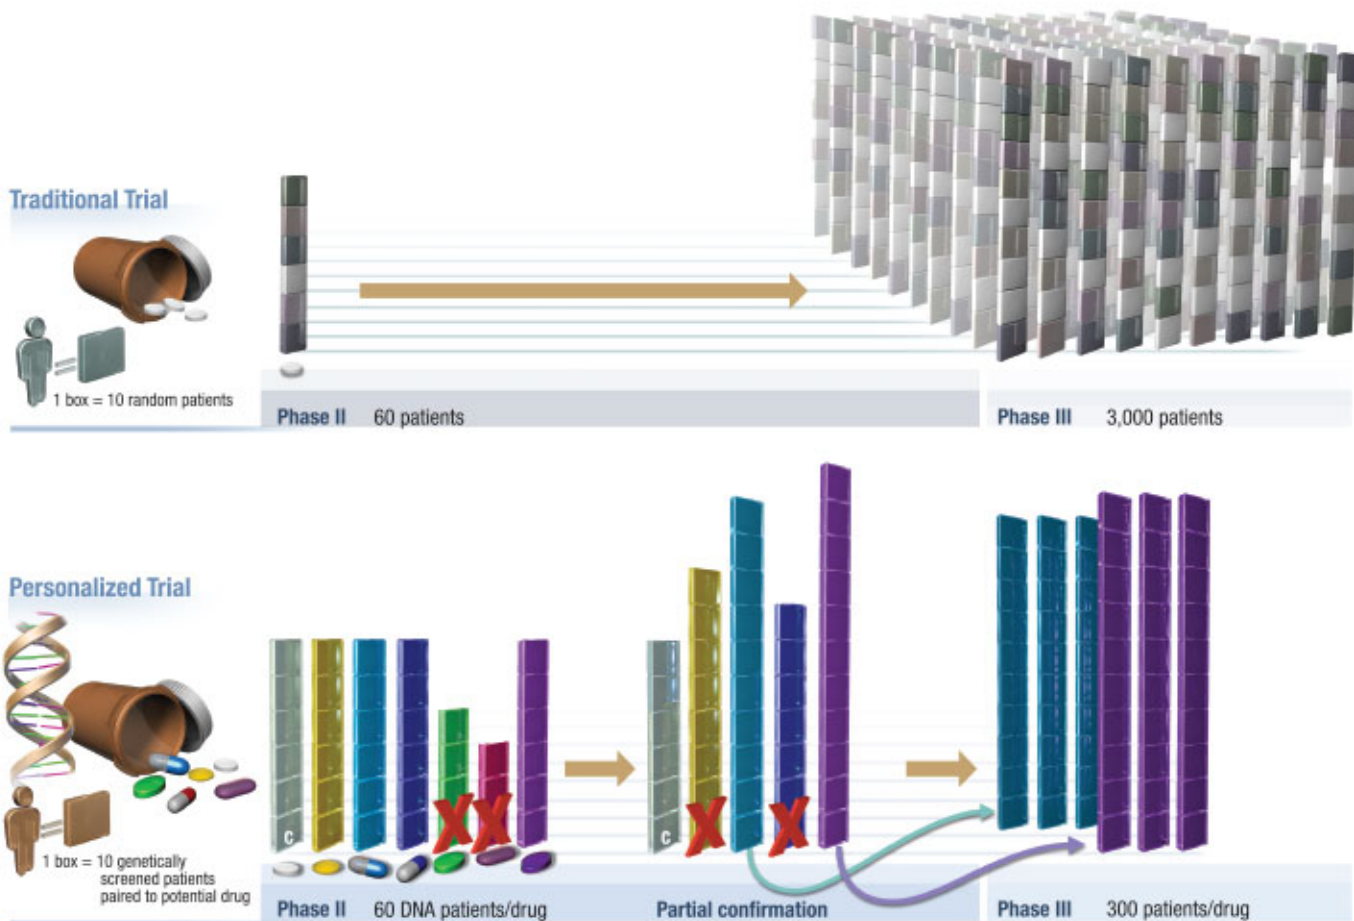 Traditional Trial
1 box = 10 random patients
Phase II 60 patients
Phase III 3,000 patients
Personalized Trial
C
C
1 box = 10 genetically
screened patients
paired to potential drug
Phase II 60 DNA patients/drug
Partial confirmation
Phase III 300 patients/drug